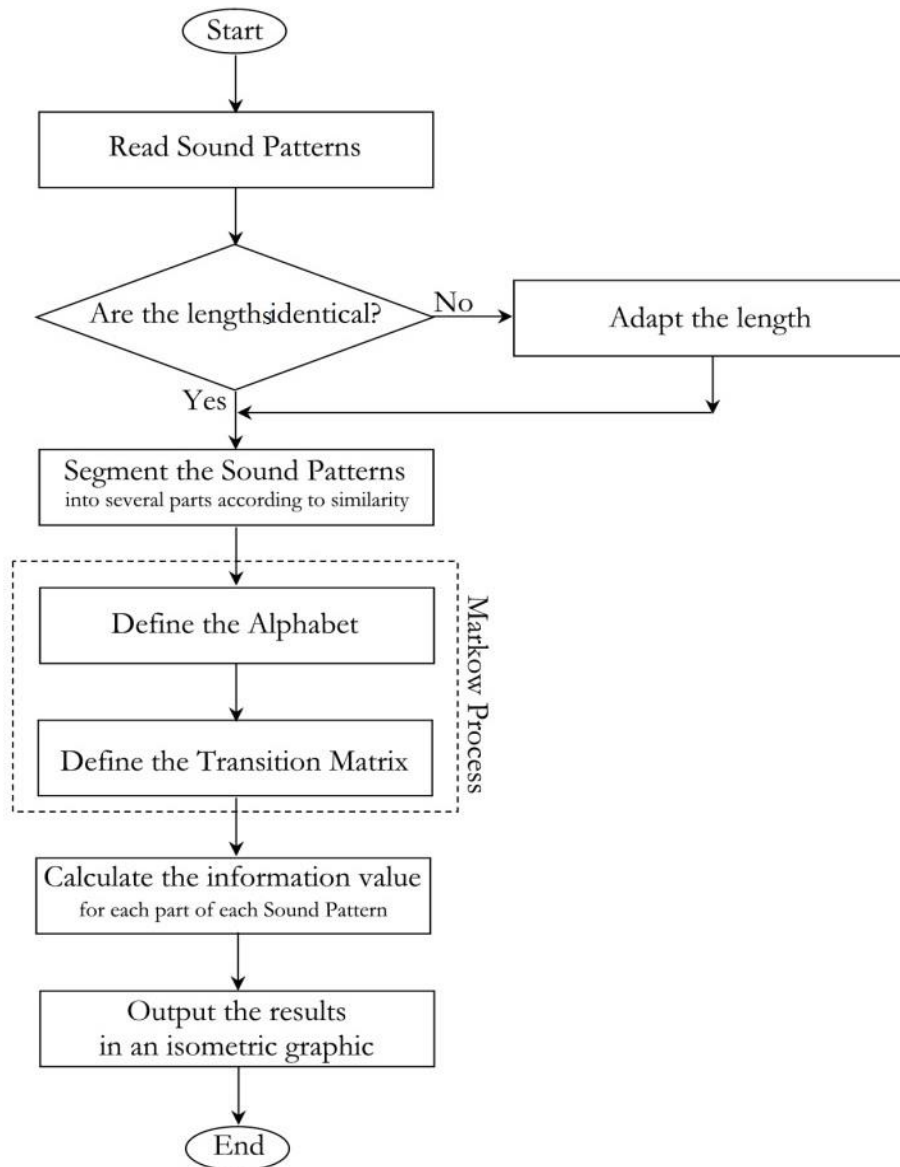 Start
Read Sound Patterns
Are the lengths identical?
No
Adapt the length
Yes
Segment the Sound Patterns
into several parts according to similarity
Define the Alphabet
Define the Transition Matrix
Markow Process
Calculate the information value
for each part of each Sound Pattern
Output the results
in an isometric graphic
End